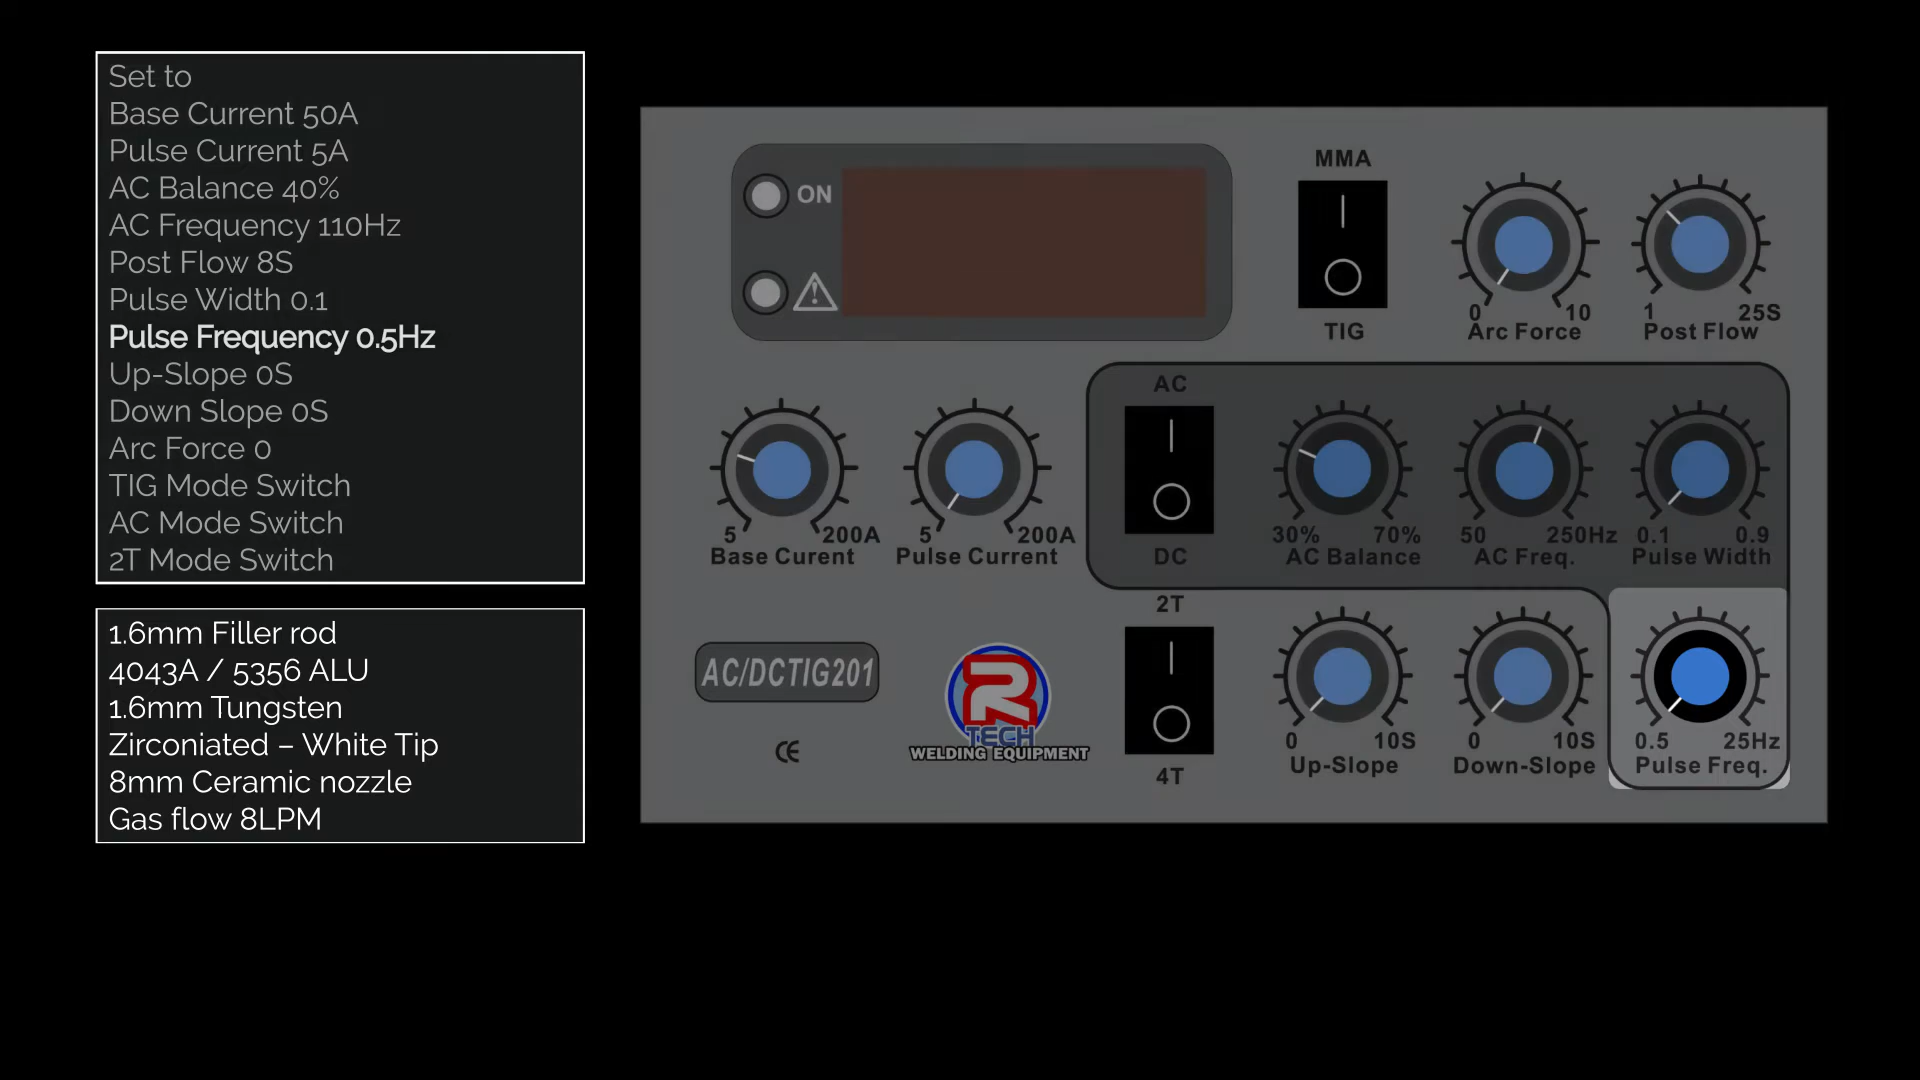 Set to
Base Current 50A
Pulse Current 5A
AC Balance 40%
AC Frequency 110Hz
Post Flow 8S
Pulse Width 0.1
Pulse Frequency 0.5Hz
Up-Slope 0S
Down Slope 0S
Arc Force 0
TIG Mode Switch
AC Mode Switch
2T Mode Switch
1.6mm Filler rod
4043A / 5356 ALU
1.6mm Tungsten
Zirconiated – White Tip
8mm Ceramic nozzle
Gas flow 8LPM
ON
MMA
TIG
0 10
Arc Force
1 25S
Post Flow
5 200A
Base Curent
5 200A
Pulse Current
AC
DC
30% 70%
AC Balance
50 250Hz
AC Freq.
0.1 0.9
Pulse Width
AC/DCTIG201
CE
R
TECH
WELDING EQUIPMENT
2T
4T
0 10S
Up-Slope
0 10S
Down-Slope
0.5 25Hz
Pulse Freq.